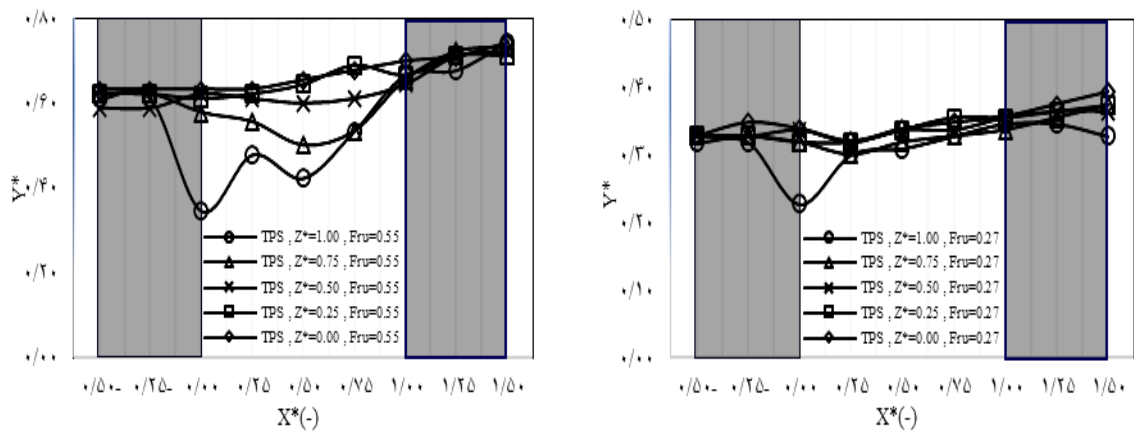 ۰/۸۰
۰/۶۰
۰/۴۰
۰/۲۰
۰/۰۰
Y*
TPS , Z*=1.00 , Fru=0.55
TPS , Z*=0.75 , Fru=0.55
TPS , Z*=0.50 , Fru=0.55
TPS , Z*=0.25 , Fru=0.55
TPS , Z*=0.00 , Fru=0.55
۰/۵۰- ۰/۲۵- ۰/۰۰ ۰/۲۵ ۰/۵۰ ۰/۷۵ ۱/۰۰ ۱/۲۵ ۱/۵۰
X*(-)
۰/۵۰
۰/۴۰
۰/۳۰
۰/۲۰
۰/۱۰
۰/۰۰
Y*
TPS , Z*=1.00 , Fru=0.27
TPS , Z*=0.75 , Fru=0.27
TPS , Z*=0.50 , Fru=0.27
TPS , Z*=0.25 , Fru=0.27
TPS , Z*=0.00 , Fru=0.27
۰/۵۰- ۰/۲۵- ۰/۰۰ ۰/۲۵ ۰/۵۰ ۰/۷۵ ۱/۰۰ ۱/۲۵ ۱/۵۰
X*(-)